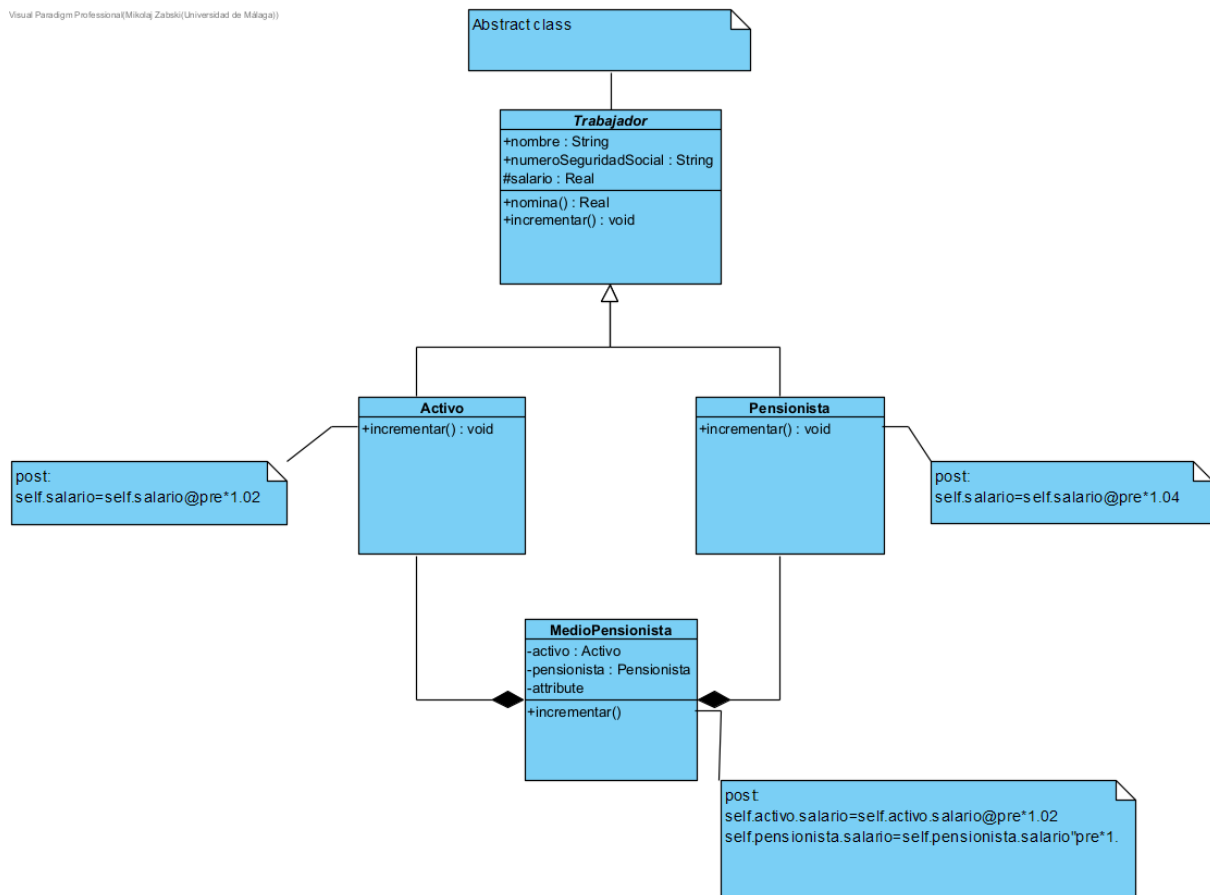 Visual Paradigm Professional(Mikolaj Zabski(Universidad de Málaga))
Abstract class
Trabajador
+nombre : String
+numeroSeguridadSocial : String
#salario : Real
+nomina() : Real
+incrementar() : void
Activo
+incrementar() : void
Pensionista
+incrementar() : void
post:
self.salario=self.salario@pre*1.02
post:
self.salario=self.salario@pre*1.04
MedioPensionista
-activo : Activo
-pensionista : Pensionista
-attribute
+incrementar()
post:
self.activo.salario=self.activo.salario@pre*1.02
self.pensionista.salario=self.pensionista.salario"pre*1.